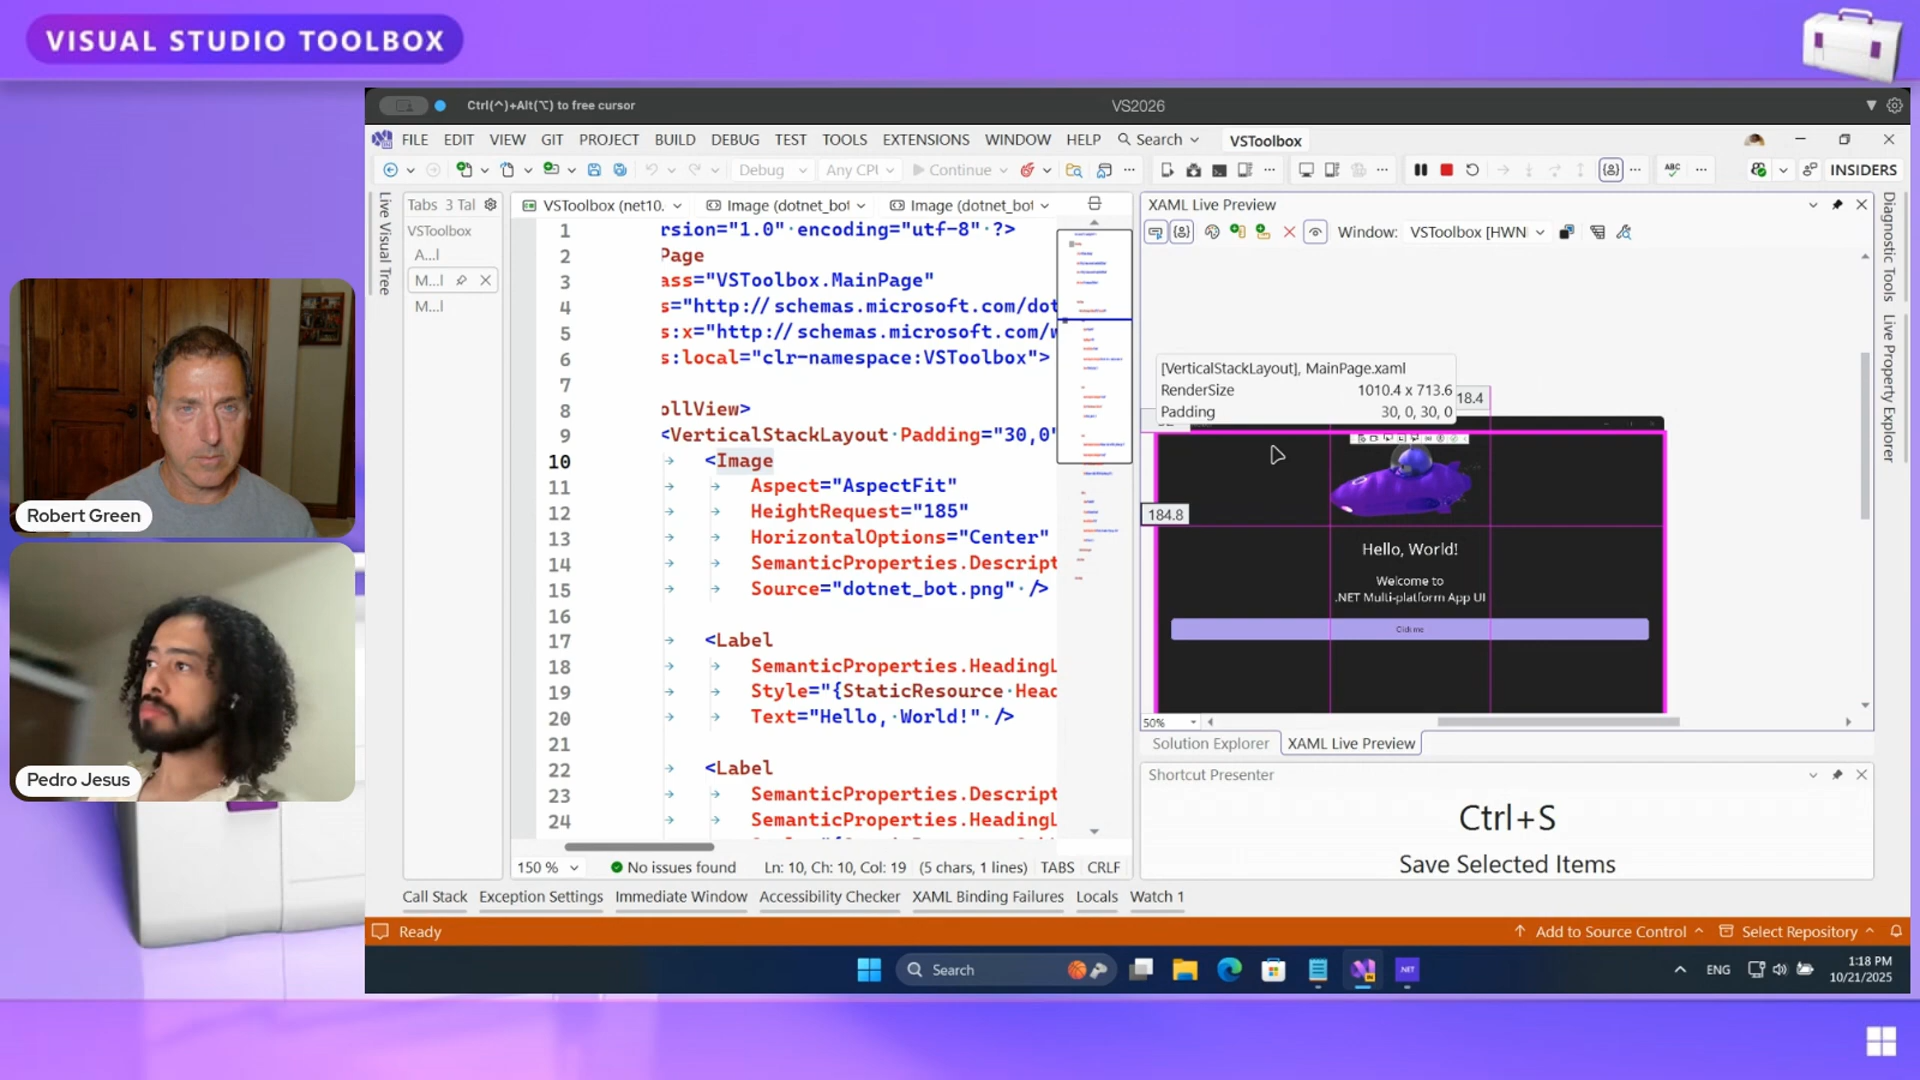 VISUAL STUDIO TOOLBOX
Ctrl(^)+Alt(⌥) to free cursor
VS2026
FILE EDIT VIEW GIT PROJECT BUILD DEBUG TEST TOOLS EXTENSIONS WINDOW HELP Search VSToolbox
Debug Any CPU Continue INSIDERS
Live Visual Tree
Tabs 3 Tal
VSToolbox
A...l
M...l
M...l
VSToolbox (net10. Image (dotnet_bot Image (dotnet_bot
1 rsion="1.0" encoding="utf-8" ?>
2 Page
3 ass="VSToolbox.MainPage"
4 s="http://schemas.microsoft.com/dot
5 s:x="http://schemas.microsoft.com/w
6 s:local="clr-namespace:VSToolbox">
7
8 ollView>
9 <VerticalStackLayout Padding="30,0"
10 <Image
11 Aspect="AspectFit"
12 HeightRequest="185"
13 HorizontalOptions="Center"
14 SemanticProperties.Descript
15 Source="dotnet_bot.png" />
16
17 <Label
18 SemanticProperties.HeadingL
19 Style="{StaticResource Head
20 Text="Hello, World!" />
21
22 <Label
23 SemanticProperties.Descript
24 SemanticProperties.HeadingL
150 % No issues found Ln: 10, Ch: 10, Col: 19 (5 chars, 1 lines) TABS CRLF
XAML Live Preview
Window: VSToolbox [HWN
[VerticalStackLayout], MainPage.xaml
RenderSize 1010.4 x 713.6
Padding 30, 0, 30, 0
18.4
184.8
Hello, World!
Welcome to
.NET Multi-platform App UI
Click me
50%
Solution Explorer XAML Live Preview
Shortcut Presenter
Ctrl+S
Save Selected Items
Diagnostic Tools
Live Property Explorer
Call Stack Exception Settings Immediate Window Accessibility Checker XAML Binding Failures Locals Watch 1
Ready Add to Source Control Select Repository
Search
.NET
ENG
1:18 PM
10/21/2025
Robert Green
Pedro Jesus